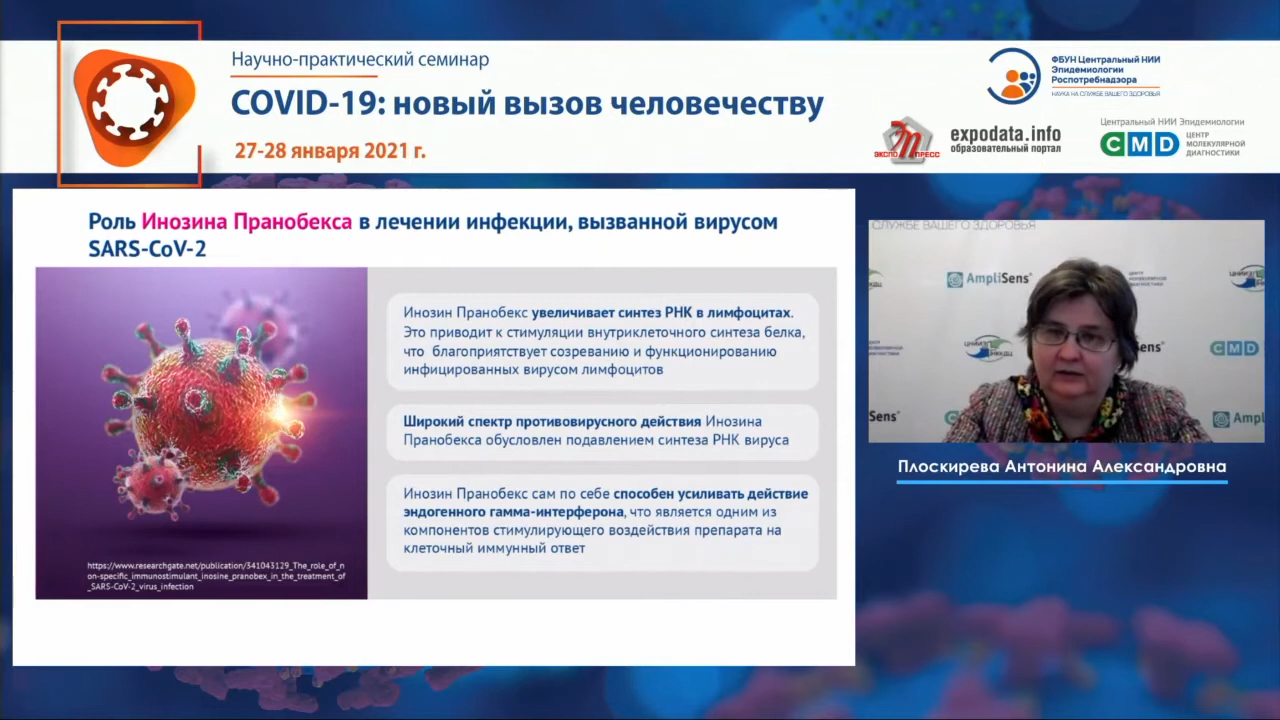 Научно-практический семинар
COVID-19: новый вызов человечеству
27-28 января 2021 г.
ФБУН Центральный НИИ
Эпидемиологии
Роспотребнадзора
НАУКА НА СЛУЖБЕ ВАШЕГО ЗДОРОВЬЯ
ЭКСПО ПРЕСС
expodata.info
образовательный портал
Центральный НИИ Эпидемиологии
CMD
ЦЕНТР
МОЛЕКУЛЯРНОЙ
ДИАГНОСТИКИ
Роль Инозина Пранобекса в лечении инфекции, вызванной вирусом
SARS-CoV-2
Инозин Пранобекс увеличивает синтез РНК в лимфоцитах.
Это приводит к стимуляции внутриклеточного синтеза белка,
что благоприятствует созреванию и функционированию
инфицированных вирусом лимфоцитов
Широкий спектр противовирусного действия Инозина
Пранобекса обусловлен подавлением синтеза РНК вируса
Инозин Пранобекс сам по себе способен усиливать действие
эндогенного гамма-интерферона, что является одним из
компонентов стимулирующего воздействия препарата на
клеточный иммунный ответ
https://www.researchgate.net/publication/341043129_The_role_of_n
on-specific_immunostimulant_inosine_pranobex_in_the_treatment_of
_SARS-CoV-2_virus_infection
СЛУЖБЕ ВАШЕГО ЗДОРОВЬЯ
AmpliSens®
ens®
CMD
Sens®
Ampl
Плоскирева Антонина Александровна